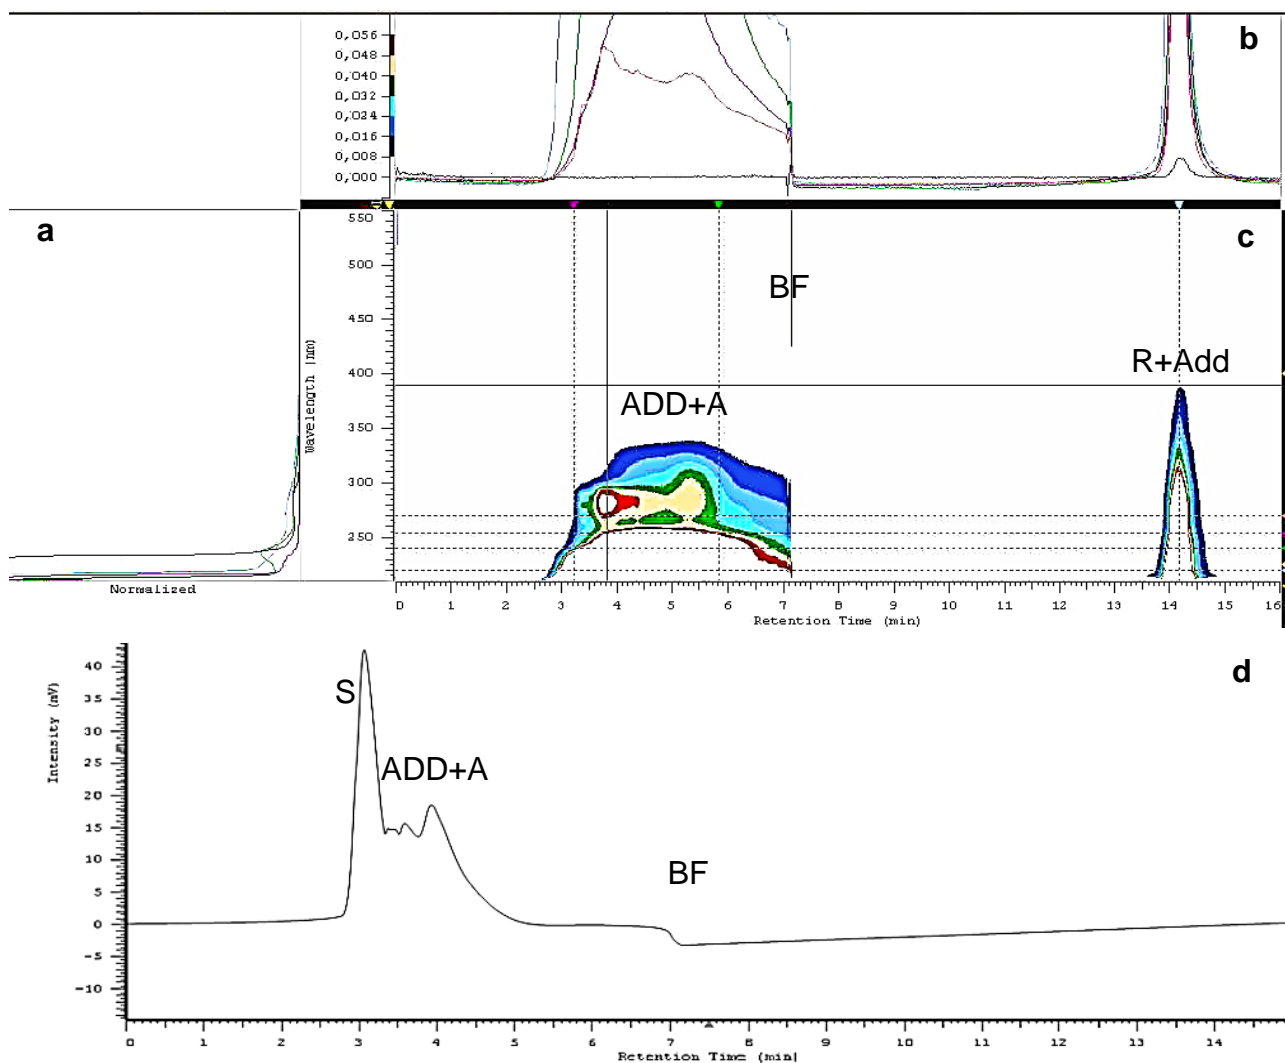 b
0,056
0,048
0,040
0,032
0,024
0,016
0,008
0,000
a
c
Wavelength [nm]
550
500
450
400
350
300
250
BF
R+Add
ADD+A
Normalized
0 1 2 3 4 5 6 7 8 9 10 11 12 13 14 15 16
Retention Time (min)
d
Intensity (mV)
40
35
30
25
20
15
10
5
0
-5
-10
S
ADD+A
BF
0 1 2 3 4 5 6 7 8 9 10 11 12 13 14
Retention Time (min)